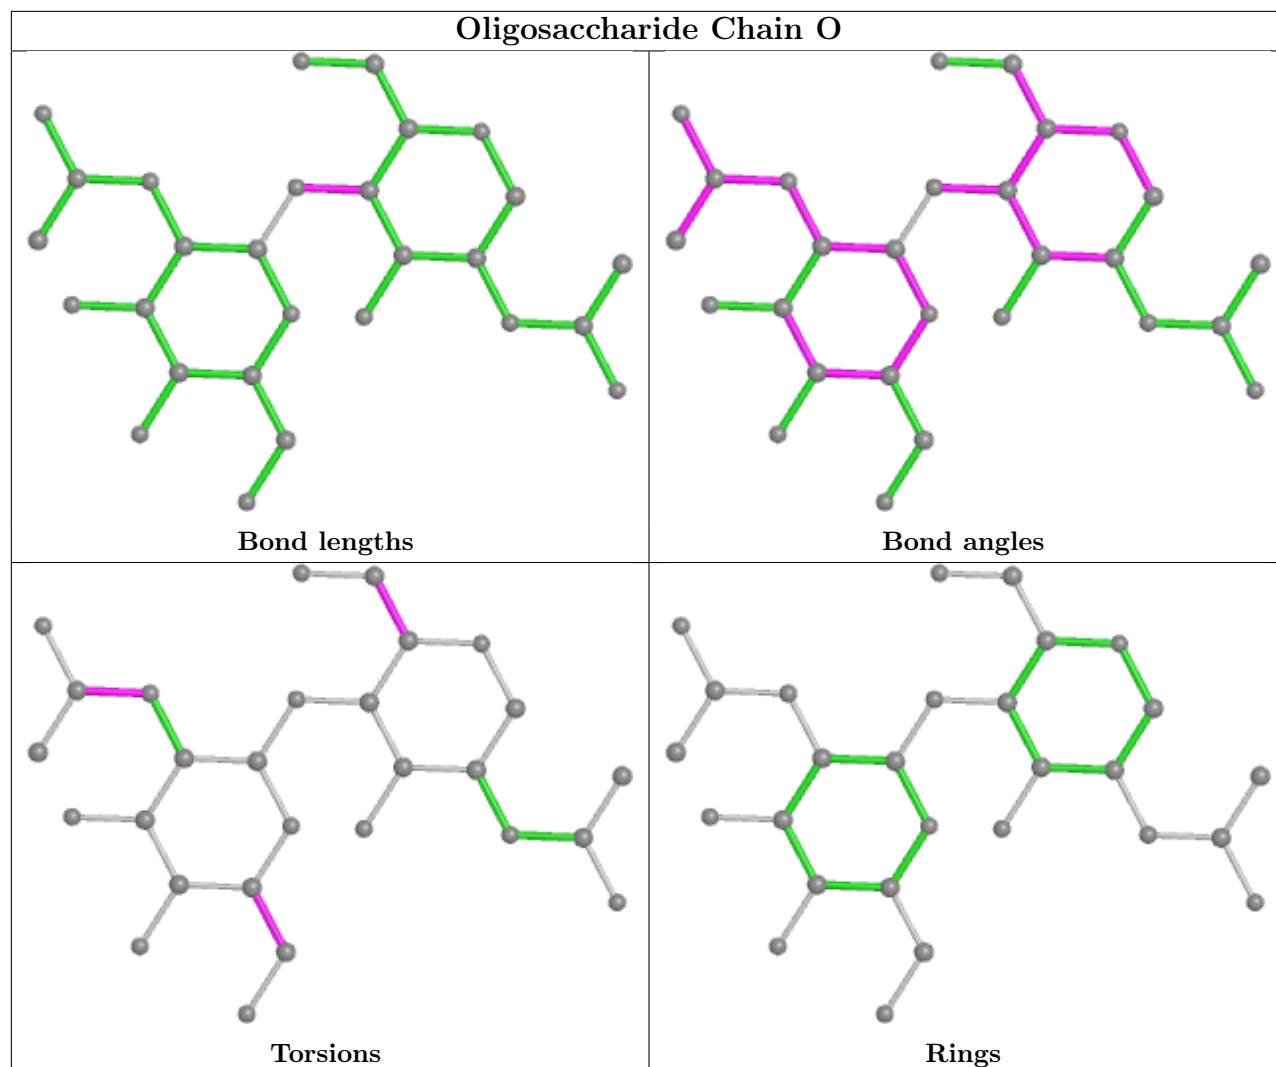 Oligosaccharide Chain O
Bond lengths
Bond angles
Torsions
Rings